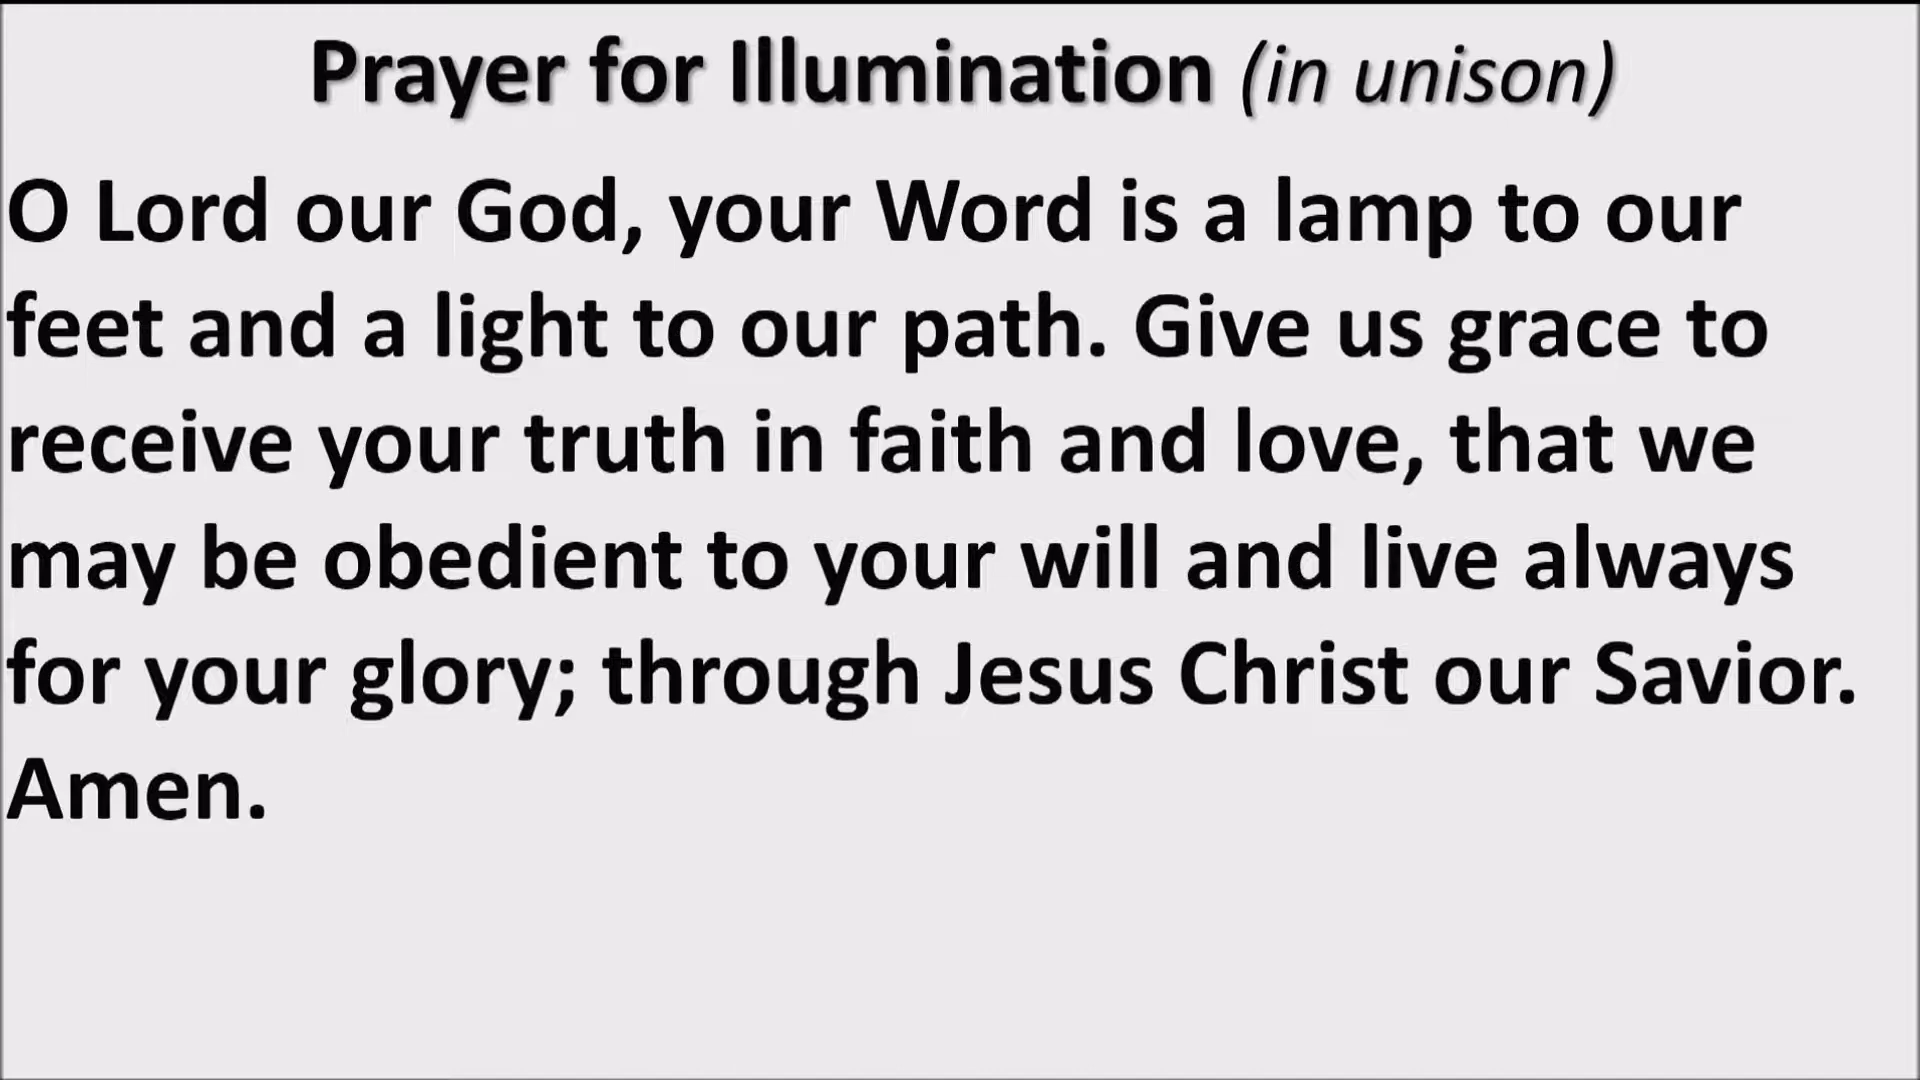 Prayer for Illumination (in unison)
O Lord our God, your Word is a lamp to our
feet and a light to our path. Give us grace to
receive your truth in faith and love, that we
may be obedient to your will and live always
for your glory; through Jesus Christ our Savior.
Amen.